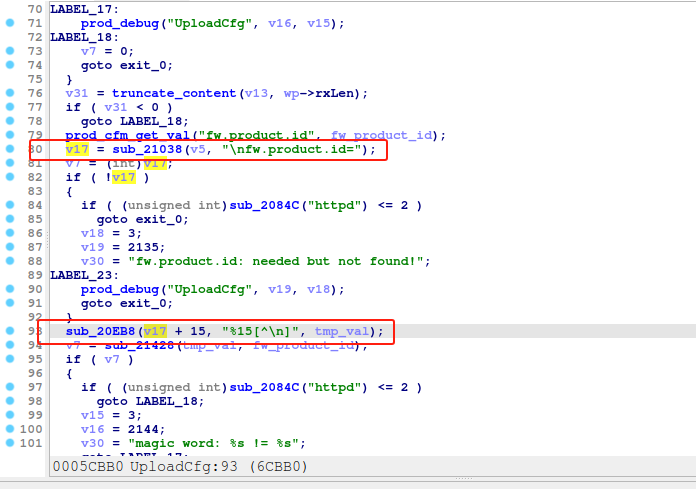 70 LABEL_17:
71 prod_debug("UploadCfg", v16, v15);
72 LABEL_18:
73 v7 = 0;
74 goto exit_0;
75 }
76 v31 = truncate_content(v13, wp->rxLen);
77 if ( v31 < 0 )
78 goto LABEL_18;
79 prod_cfm_get_val("fw.product.id", fw_product_id);
80 v17 = sub_21038(v5, "\nfw.product.id=");
81 v7 = (int)v17;
82 if ( !v17 )
83 {
84 if ( (unsigned int)sub_2084C("httpd") <= 2 )
85 goto exit_0;
86 v18 = 3;
87 v19 = 2135;
88 v30 = "fw.product.id: needed but not found!";
89 LABEL_23:
90 prod_debug("UploadCfg", v19, v18);
91 goto exit_0;
92 }
93 sub_20EB8(v17 + 15, "%15[^\n]", tmp_val);
94 v7 = sub_21428(tmp_val, fw_product_id);
95 if ( v7 )
96 {
97 if ( (unsigned int)sub_2084C("httpd") <= 2 )
98 goto LABEL_18;
99 v15 = 3;
100 v16 = 2144;
101 v30 = "magic word: %s != %s";
0005CBB0 UploadCfg:93 (6CBB0)